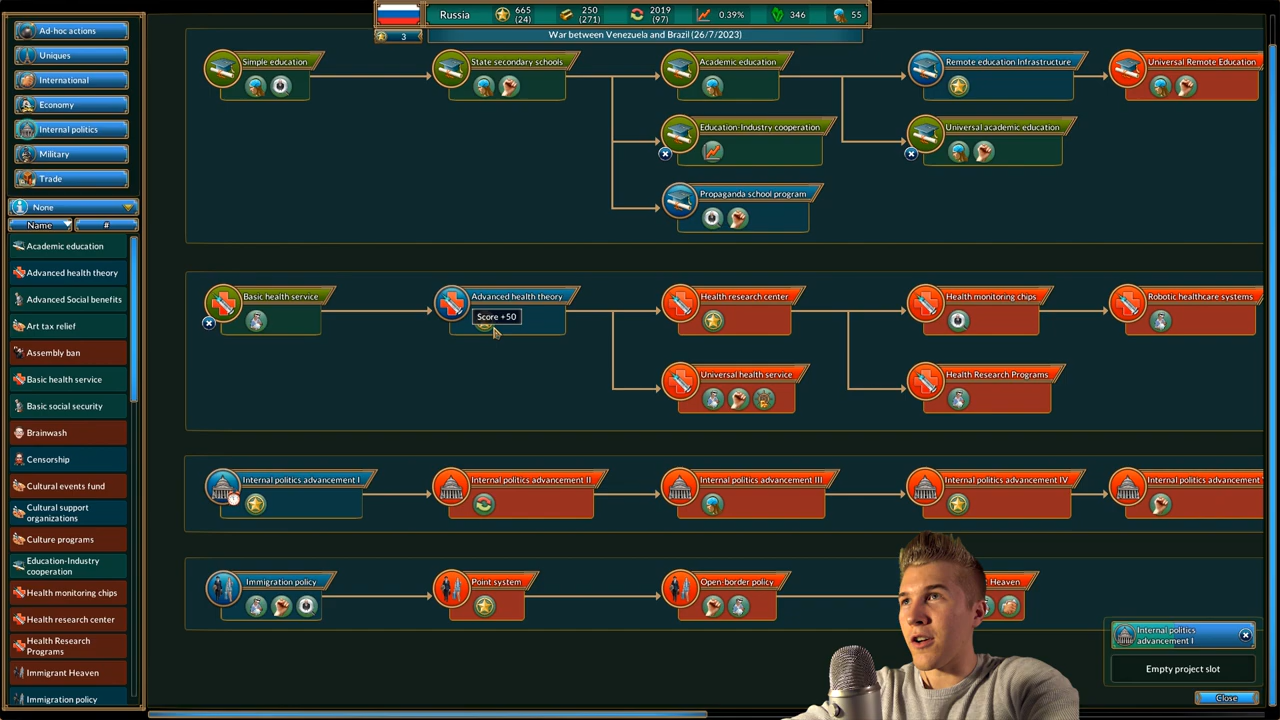 Russia
665
(24)
250
(271)
2019
(97)
0.39%
346
55
3
War between Venezuela and Brazil (26/7/2023)
Ad-hoc actions
Uniques
International
Economy
Internal politics
Military
Trade
None
Name
#
Academic education
Advanced health theory
Advanced Social benefits
Art tax relief
Assembly ban
Basic health service
Basic social security
Brainwash
Censorship
Cultural events fund
Cultural support
organizations
Culture programs
Education-Industry
cooperation
Health monitoring chips
Health research center
Health Research
Programs
Immigrant Heaven
Immigration policy
Simple education
State secondary schools
Academic education
Remote education Infrastructure
Universal Remote Education
Education-Industry cooperation
Universal academic education
Propaganda school program
Basic health service
Advanced health theory
Score +50
Health research center
Health monitoring chips
Robotic healthcare systems
Universal health service
Health Research Programs
Internal politics advancement I
Internal politics advancement II
Internal politics advancement III
Internal politics advancement IV
Internal politics advancement
Immigration policy
Point system
Open-border policy
Heaven
Internal politics
advancement I
Empty project slot
Close